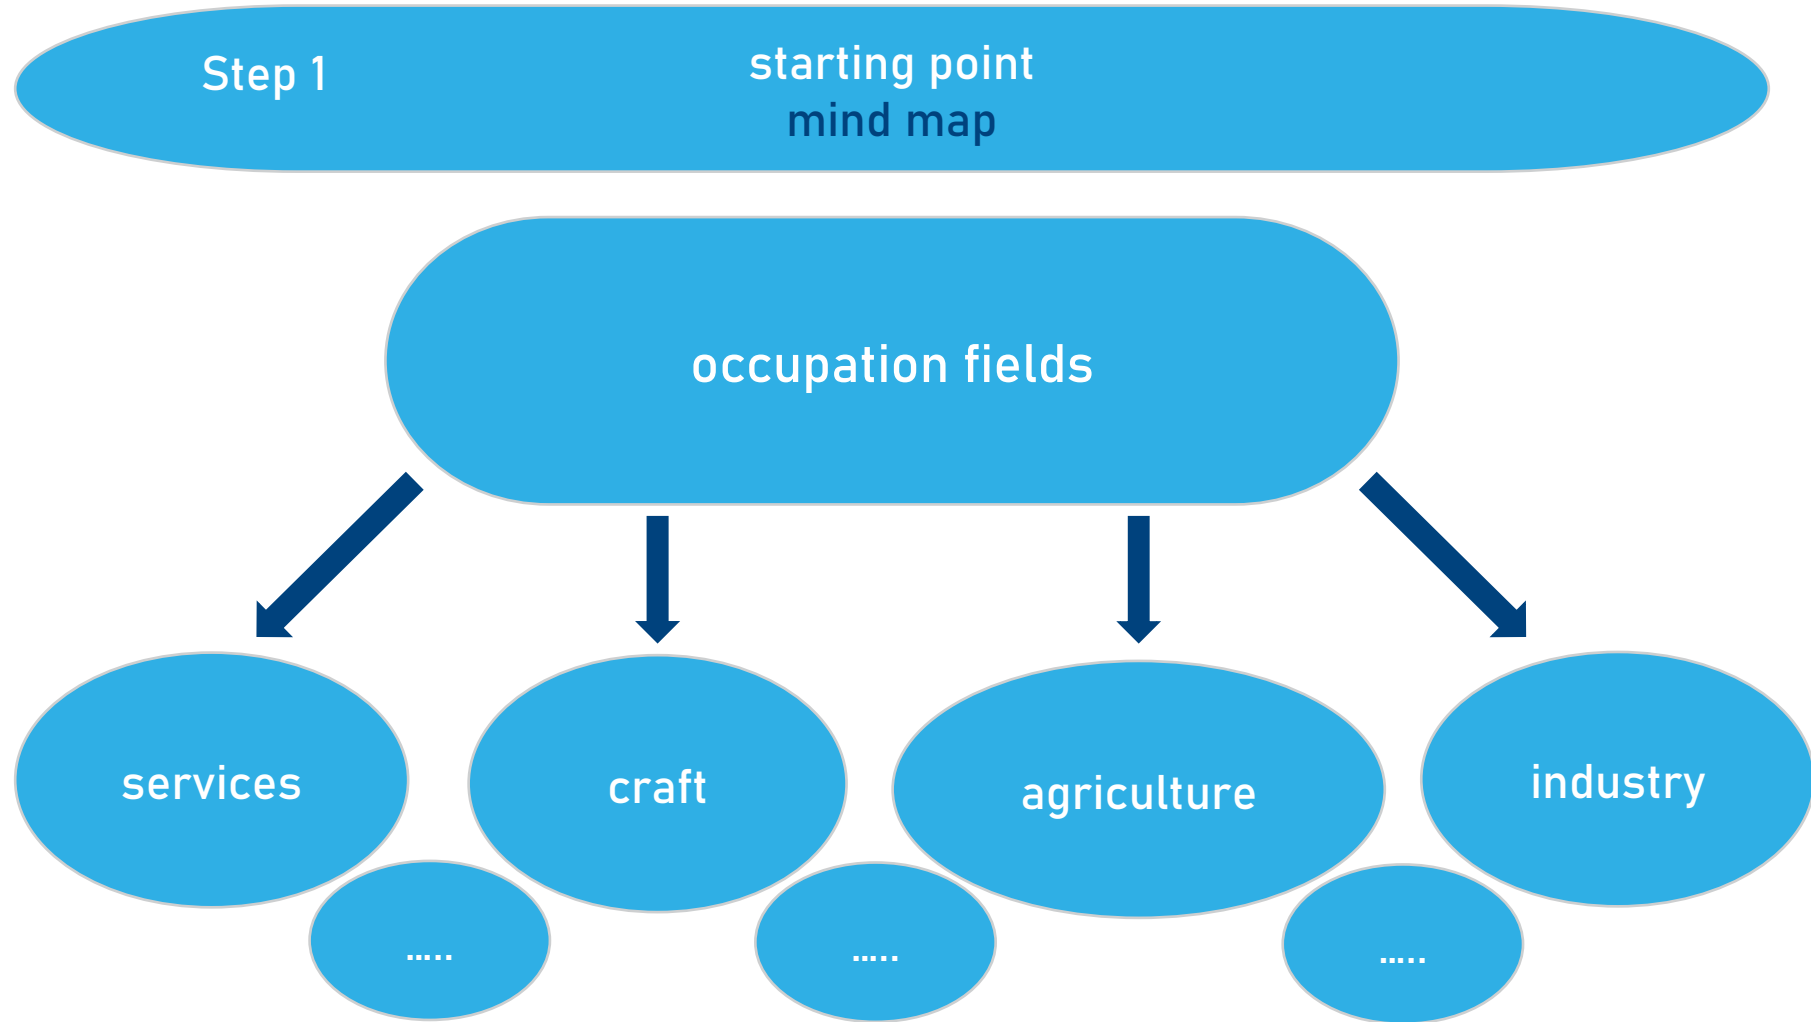 Step 1
starting point
mind map
occupation fields
services
craft
agriculture
industry
.....
.....
.....